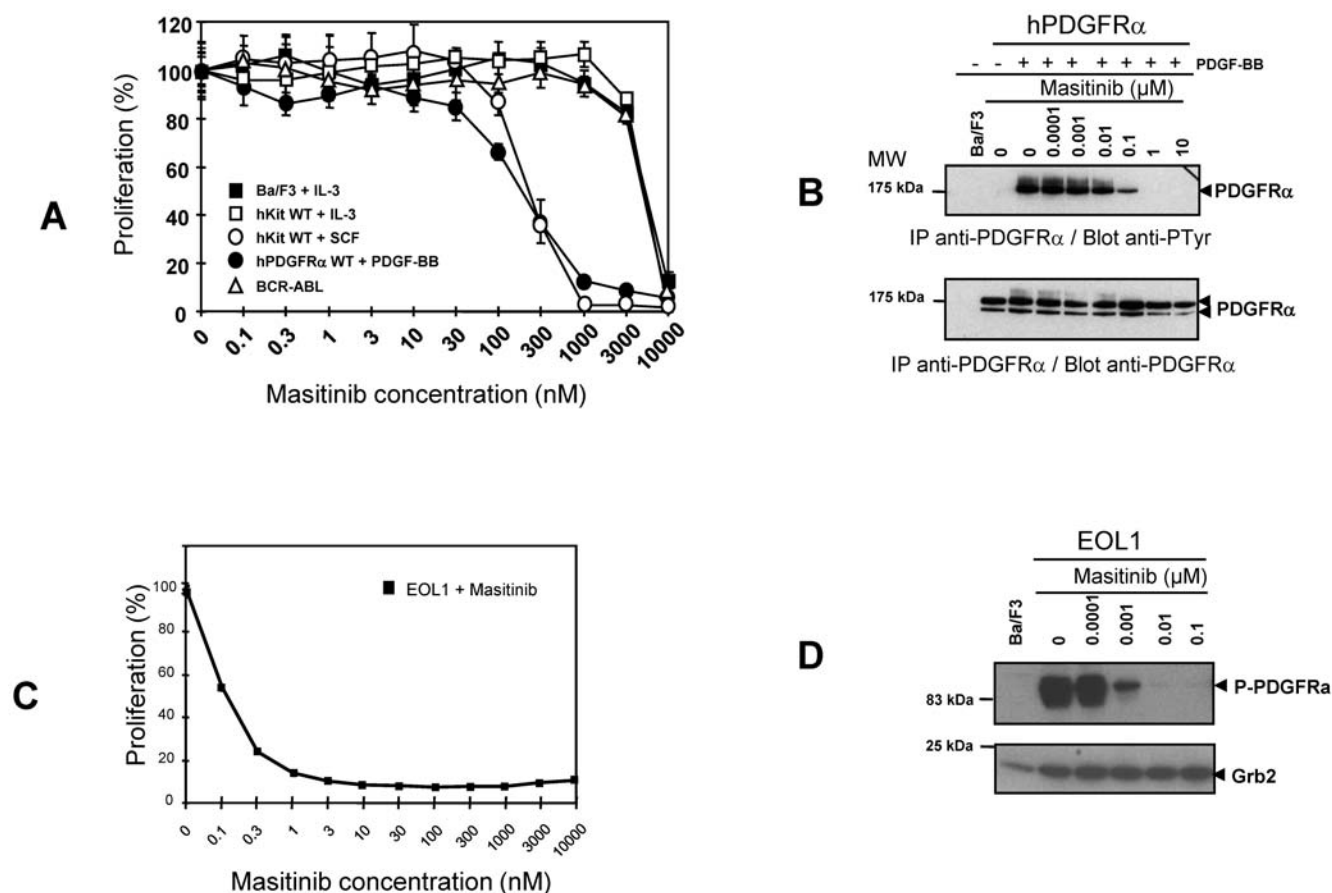 A
Proliferation (%)
120
100
80
60
40
20
0
Ba/F3 + IL-3
hKit WT + IL-3
hKit WT + SCF
hPDGFRα WT + PDGF-BB
BCR-ABL
0 0.1 0.3 1 3 10 30 100 300 1000 3000 10000
Masitinib concentration (nM)
B
hPDGFRα
- - + + + + + + + PDGF-BB
Masitinib (µM)
Ba/F3 0 0 0.0001 0.001 0.01 0.1 1 10
MW
175 kDa PDGFRα
IP anti-PDGFRα / Blot anti-PTyr
175 kDa PDGFRα
IP anti-PDGFRα / Blot anti-PDGFRα
C
Proliferation (%)
100
80
60
40
20
0
EOL1 + Masitinib
0 0.1 0.3 1 3 10 30 100 300 1000 3000 10000
Masitinib concentration (nM)
D
EOL1
Masitinib (µM)
Ba/F3 0 0.0001 0.001 0.01 0.1
83 kDa P-PDGFRa
25 kDa
Grb2